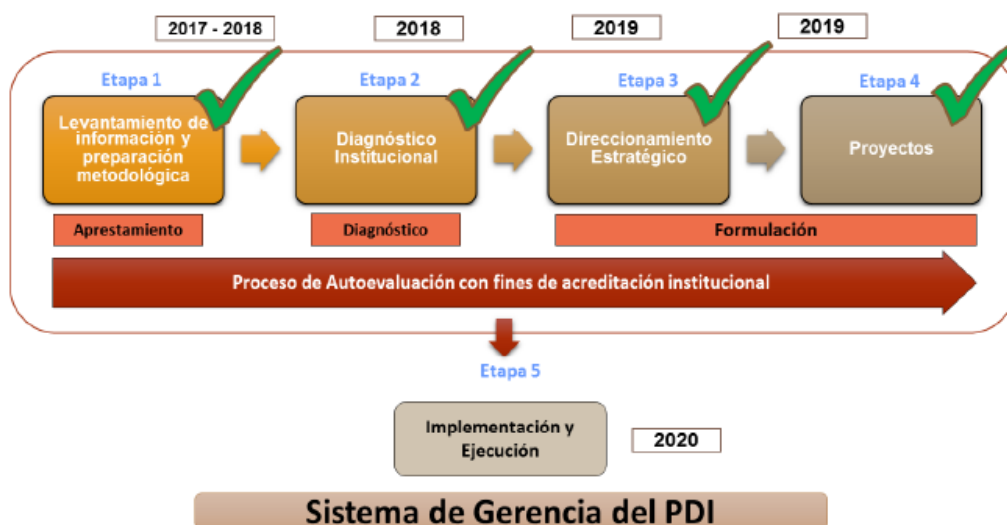 2017 - 2018
2018
2019
2019
Etapa 1
Etapa 2
Etapa 3
Etapa 4
Levantamiento de
información y
preparación
metodológica
Diagnóstico
Institucional
Direccionamiento
Estratégico
Proyectos
Aprestamiento
Diagnóstico
Formulación
Proceso de Autoevaluación con fines de acreditación institucional
Etapa 5
Implementación y
Ejecución
2020
Sistema de Gerencia del PDI